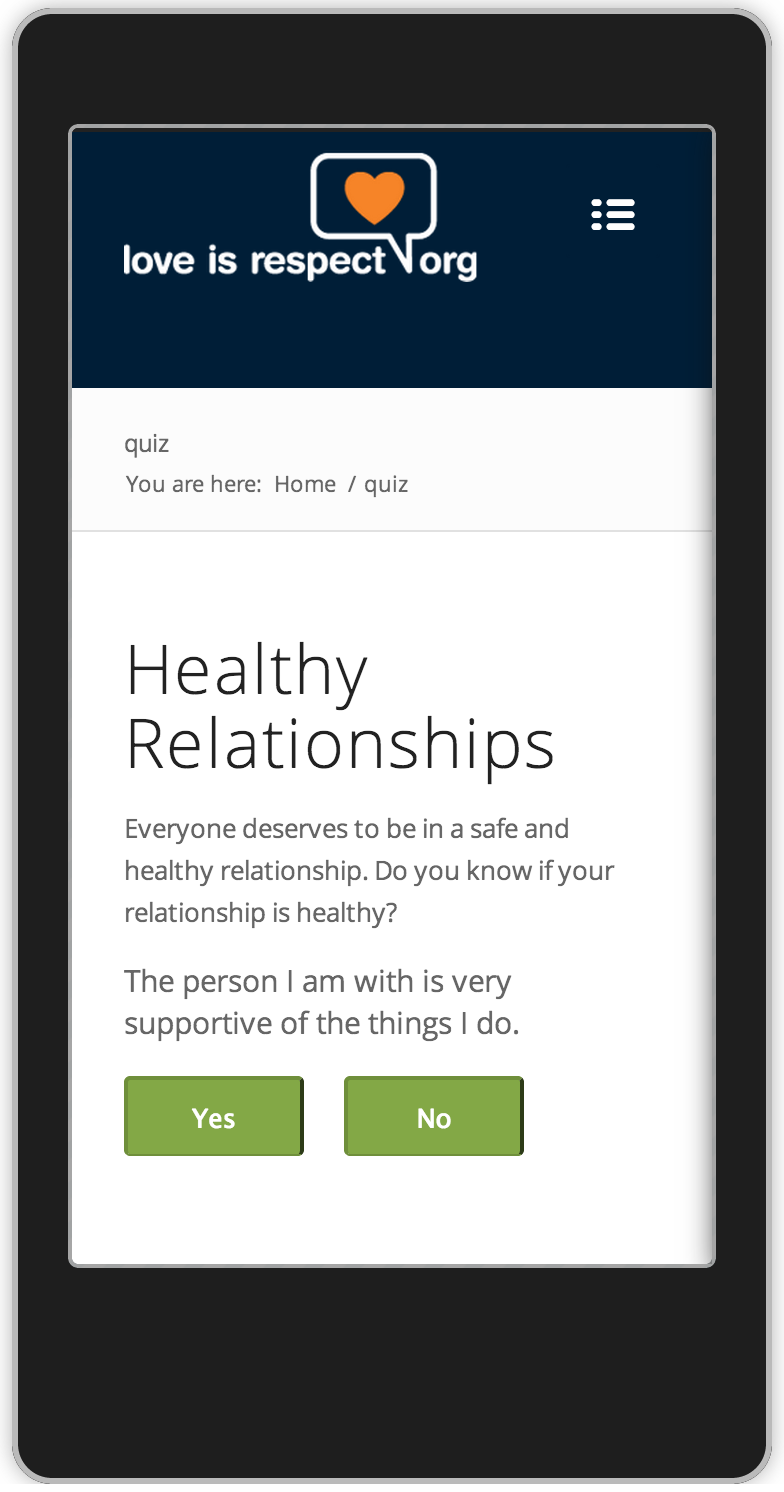 love is respect org
quiz
You are here: Home / quiz
Healthy
Relationships
Everyone deserves to be in a safe and
healthy relationship. Do you know if your
relationship is healthy?
The person I am with is very
supportive of the things I do.
Yes No